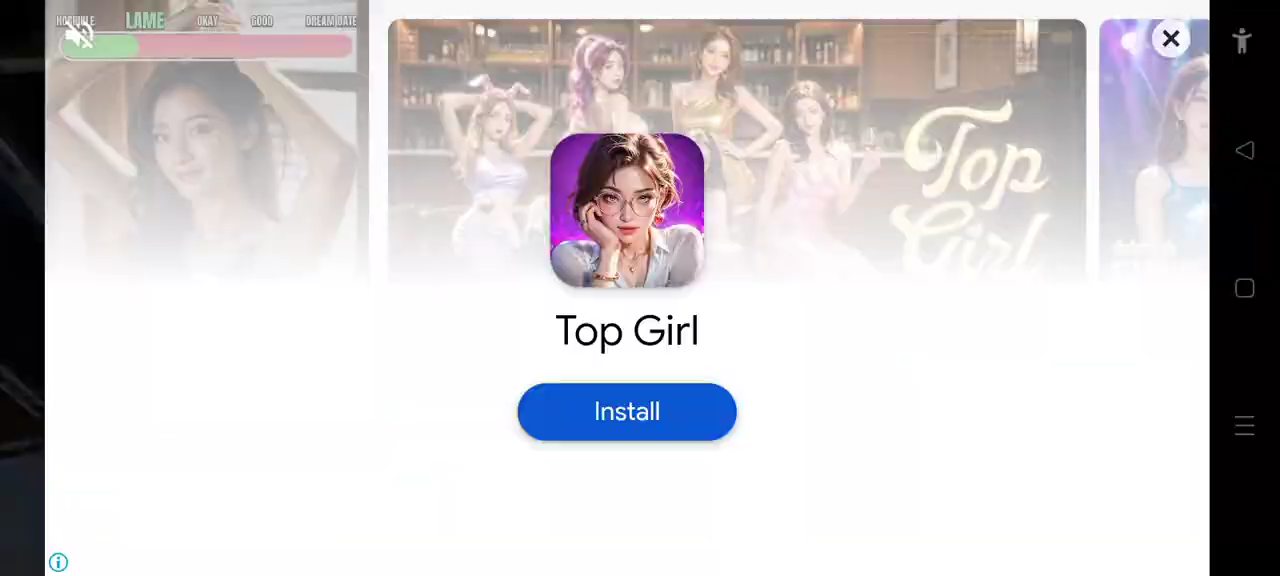 HORRIBLE LAME OKAY GOOD DREAM DATE
Top
Girl
Top Girl
Install